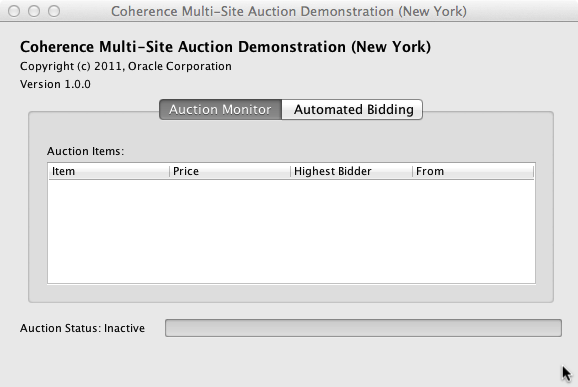 Coherence Multi-Site Auction Demonstration (New York)
Coherence Multi-Site Auction Demonstration (New York)
Copyright (c) 2011, Oracle Corporation
Version 1.0.0
Auction Monitor Automated Bidding
Auction Items:
Item Price Highest Bidder From
Auction Status: Inactive